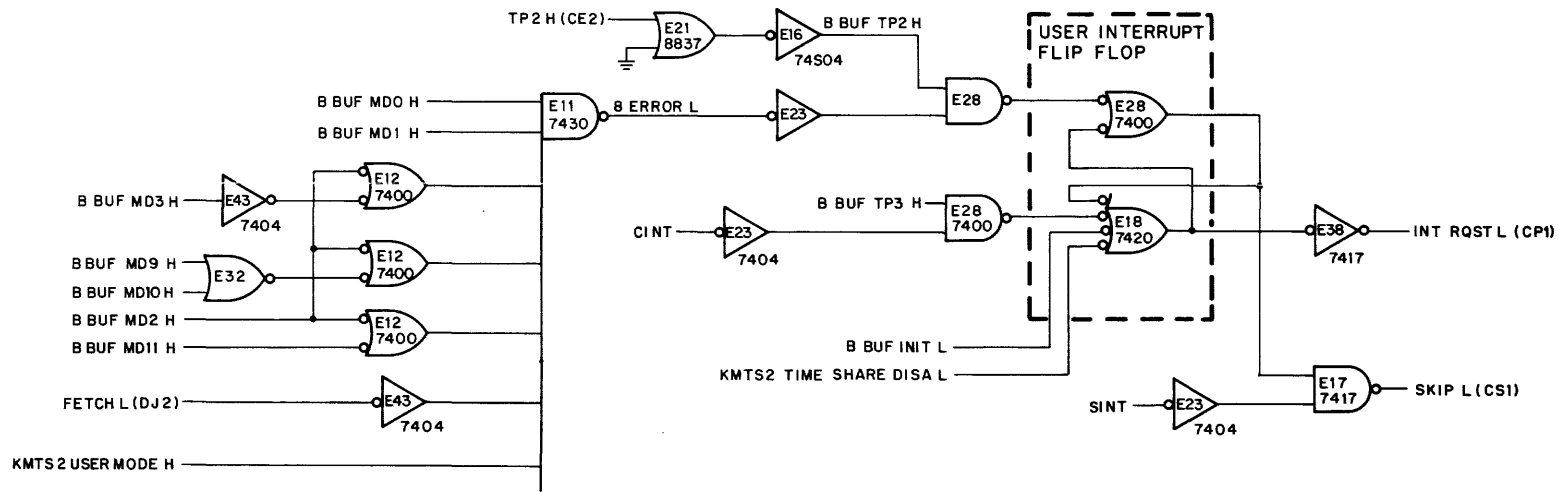 TP2 H (CE2)
E21
8837
E16
74S04
B BUF TP2 H
USER INTERRUPT
FLIP FLOP
B BUF MD0 H
B BUF MD1 H
E11
7430
8 ERROR L
E23
E28
E28
7400
B BUF MD3 H
E43
7404
E12
7400
B BUF MD9 H
B BUF MD10 H
E32
E12
7400
B BUF MD2 H
B BUF MD11 H
E12
7400
FETCH L (DJ2)
E43
7404
KMTS2 USER MODE H
CINT
E23
7404
B BUF TP3 H
E28
7400
E18
7420
E38
7417
INT RQST L (CP1)
B BUF INIT L
KMTS2 TIME SHARE DISA L
SINT
E23
7404
E17
7417
SKIP L (CS1)